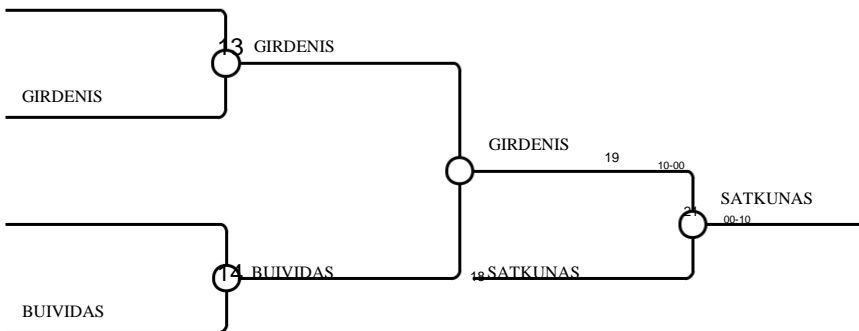 13 GIRDENIS
GIRDENIS
GIRDENIS 19 10-00
SATKUNAS
21 00-10
14 BUIVIDAS
18 SATKUNAS
BUIVIDAS